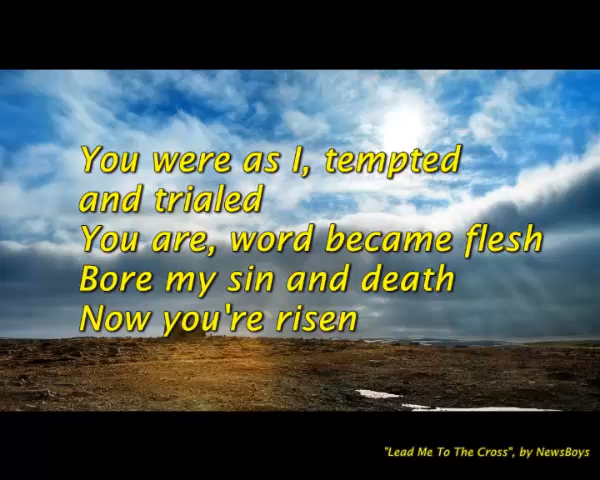 You were as I, tempted
and trialed
You are, word became flesh
Bore my sin and death
Now you're risen
"Lead Me To The Cross", by NewsBoys